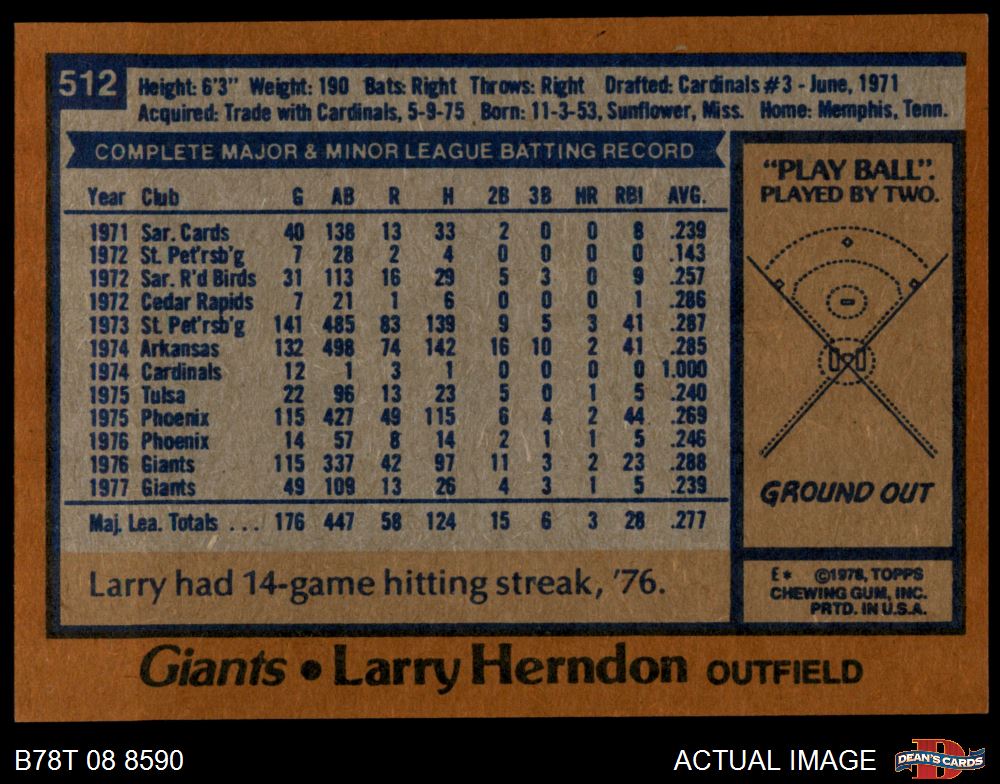 512
Height: 6'3" Weight: 190 Bats: Right Throws: Right Drafted: Cardinals #3 - June, 1971
Acquired: Trade with Cardinals, 5-9-75 Born: 11-3-53, Sunflower, Miss. Home: Memphis, Tenn.
COMPLETE MAJOR & MINOR LEAGUE BATTING RECORD
Year Club G AB R H 2B 3B HR RBI AVG.
1971 Sar. Cards 40 138 13 33 2 0 0 8 .239
1972 St. Pet'rsb'g 7 28 2 4 0 0 0 0 .143
1972 Sar. R'd Birds 31 113 16 29 5 3 0 9 .257
1972 Cedar Rapids 7 21 1 6 0 0 0 1 .286
1973 St. Pet'rsb'g 141 485 83 139 9 5 3 41 .287
1974 Arkansas 132 498 74 142 16 10 2 41 .285
1974 Cardinals 12 1 3 1 0 0 0 0 1.000
1975 Tulsa 22 96 13 23 5 0 1 5 .240
1975 Phoenix 115 427 49 115 6 4 2 44 .269
1976 Phoenix 14 57 8 14 2 1 1 5 .246
1976 Giants 115 337 42 97 11 3 2 23 .288
1977 Giants 49 109 13 26 4 3 1 5 .239
Maj. Lea. Totals ... 176 447 58 124 15 6 3 28 .277
Larry had 14-game hitting streak, '76.
"PLAY BALL".
PLAYED BY TWO.
GROUND OUT
E* ©1978, TOPPS
CHEWING GUM, INC.
PRTD. IN U.S.A.
Giants • Larry Herndon OUTFIELD
B78T 08 8590
ACTUAL IMAGE
DEAN'S CARDS